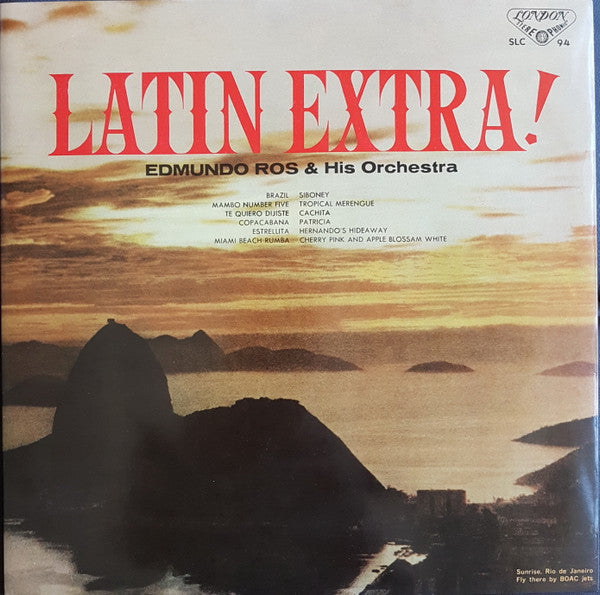 LONDON
STEREOPHONIC
SLC 94
LATIN EXTRA!
EDMUNDO ROS & His Orchestra
BRAZIL SIBONEY
MAMBO NUMBER FIVE TROPICAL MERENGUE
TE QUIERO DIJISTE CACHITA
COPACABANA PATRICIA
ESTRELUTA HERNANDO'S HIDEAWAY
MIAMI BEACH RUMBA CHERRY PINK AND APPLE BLOSSAM WHITE
Sunrise, Rio de Janeiro
Fly there by BOAC jets